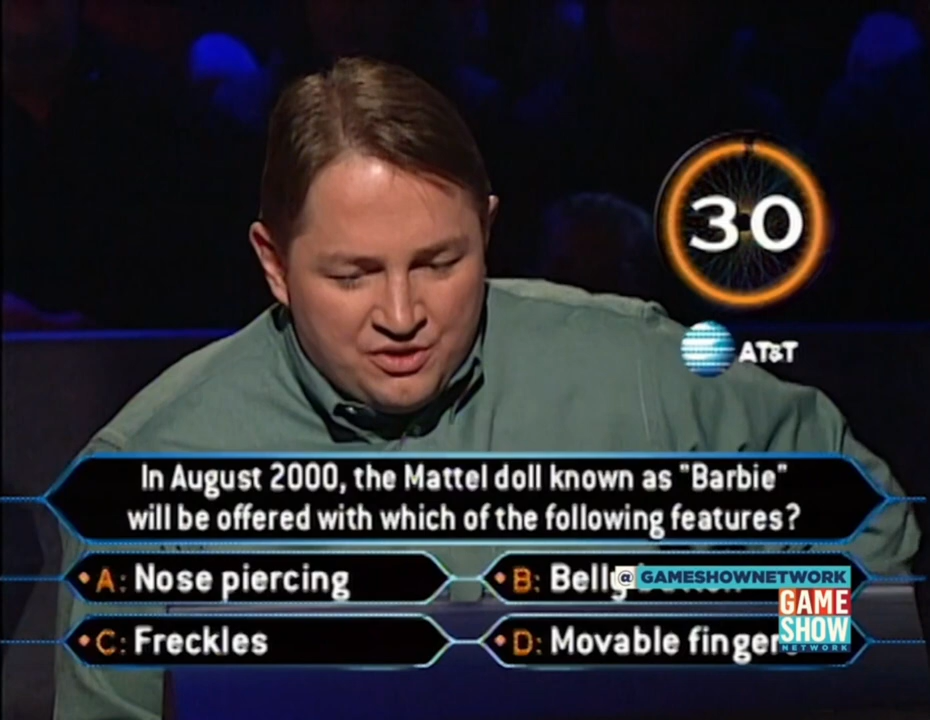 30
AT&T
In August 2000, the Mattel doll known as "Barbie"
will be offered with which of the following features?
A: Nose piercing
B: Belly
@ GAMESHOWNETWORK
C: Freckles
D: Movable finger
GAME
SHOW
NETWORK